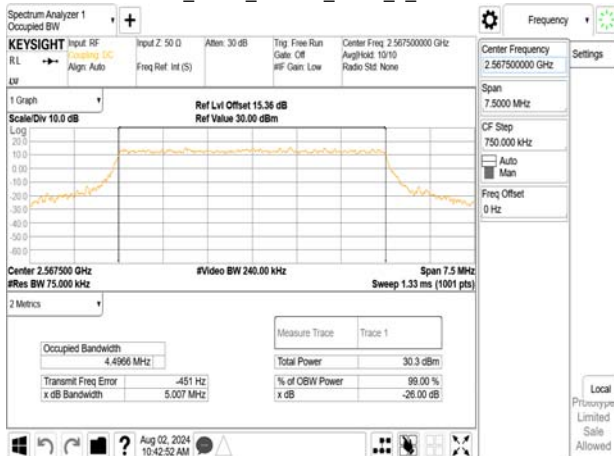 Spectrum Analyzer 1
Occupied BW
+
Frequency
KEYSIGHT Input: RF Input Z: 50 Ω Atten: 30 dB Trig: Free Run Center Freq: 2.567500000 GHz
RL Coupling: DC Gate: Off Avg|Hold: 10/10
Align: Auto Freq Ref: Int (S) #IF Gain: Low Radio Std: None
Center Frequency
2.567500000 GHz
Settings
Span
7.5000 MHz
CF Step
750.000 kHz
Auto
Man
Freq Offset
0 Hz
1 Graph
Ref Lvl Offset 15.36 dB
Scale/Div 10.0 dB Ref Value 30.00 dBm
Log
20.0
10.0
0.00
-10.0
-20.0
-30.0
-40.0
-50.0
-60.0
Center 2.567500 GHz #Video BW 240.00 kHz Span 7.5 MHz
#Res BW 75.000 kHz Sweep 1.33 ms (1001 pts)
2 Metrics
Measure Trace Trace 1
Occupied Bandwidth
4.4966 MHz Total Power 30.3 dBm
Transmit Freq Error -451 Hz % of OBW Power 99.00 %
x dB Bandwidth 5.007 MHz x dB -26.00 dB
Local
Prototype
Limited
Sale
Allowed
? Aug 02, 2024
10:42:52 AM